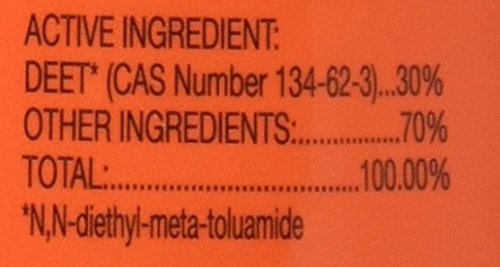 ACTIVE INGREDIENT:
DEET* (CAS Number 134-62-3)...30%
OTHER INGREDIENTS:................70%
TOTAL:....................................100.00%
*N,N-diethyl-meta-toluamide